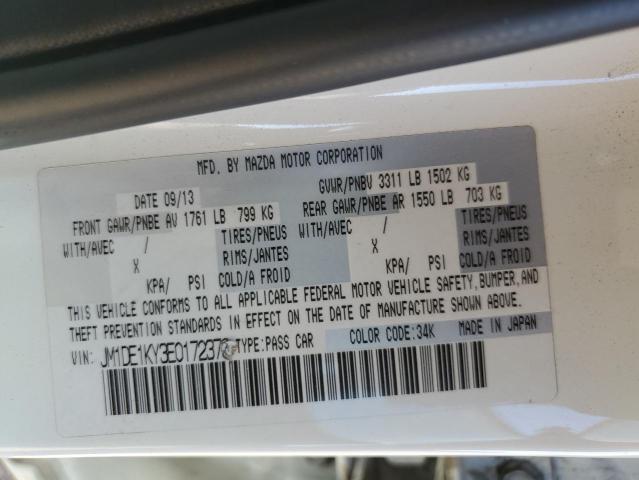 MFD. BY MAZDA MOTOR CORPORATION
DATE 09/13 GVWR/PNBV 3311 LB 1502 KG
FRONT GAWR/PNBE AV 1761 LB 799 KG REAR GAWR/PNBE AR 1550 LB 703 KG
WITH/AVEC / TIRES/PNEUS WITH/AVEC / TIRES/PNEUS
X RIMS/JANTES X RIMS/JANTES
KPA/ PSI COLD/A FROID KPA/ PSI COLD/A FROID
THIS VEHICLE CONFORMS TO ALL APPLICABLE FEDERAL MOTOR VEHICLE SAFETY, BUMPER, AND
THEFT PREVENTION STANDARDS IN EFFECT ON THE DATE OF MANUFACTURE SHOWN ABOVE.
VIN: JM1DE1KY3E0172373 TYPE:PASS CAR COLOR CODE:34K MADE IN JAPAN